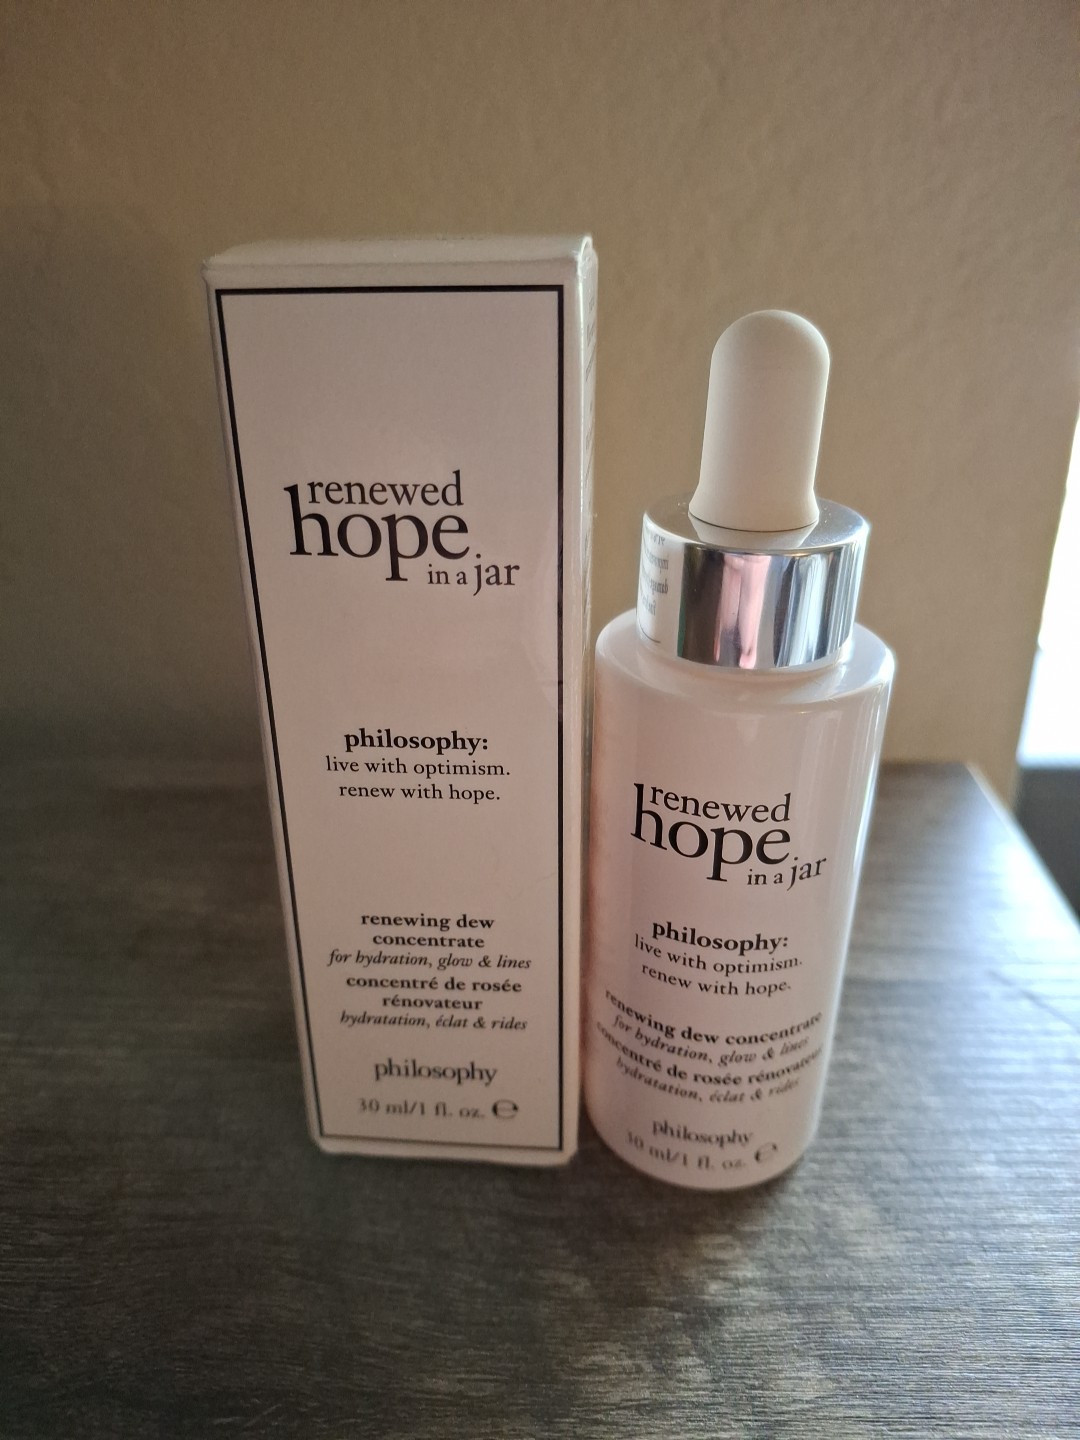 renewed
hope
in a jar
philosophy:
live with optimism.
renew with hope.
renewing dew
concentrate
for hydration, glow & lines
concentré de rosée
rénovateur
hydratation, éclat & rides
philosophy
30 ml/1 fl. oz. ℮
renewed
hope
in a jar
philosophy:
live with optimism.
renew with hope.
renewing dew concentrate
for hydration, glow & lines
concentré de rosée rénovateur
hydratation, éclat & rides
philosophy
30 ml/1 fl. oz. ℮